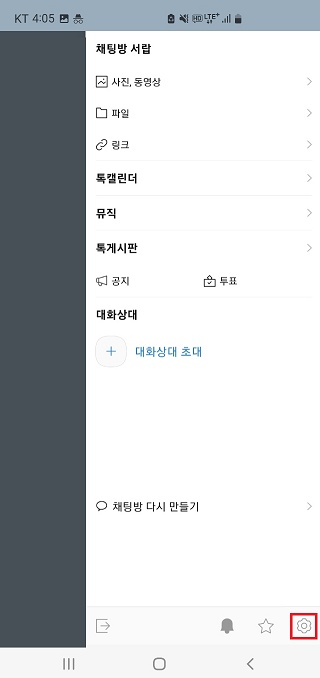 KT 4:05 HD LTE+
채팅방 서랍
사진, 동영상
파일
링크
톡캘린더
뮤직
톡게시판
공지 투표
대화상대
대화상대 초대
채팅방 다시 만들기